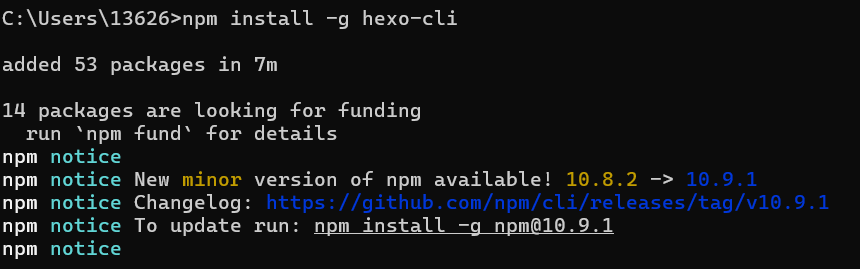 C:\Users\13626>npm install -g hexo-cli
added 53 packages in 7m
14 packages are looking for funding
  run `npm fund` for details
npm notice
npm notice New minor version of npm available! 10.8.2 -> 10.9.1
npm notice Changelog: https://github.com/npm/cli/releases/tag/v10.9.1
npm notice To update run: npm install -g npm@10.9.1
npm notice